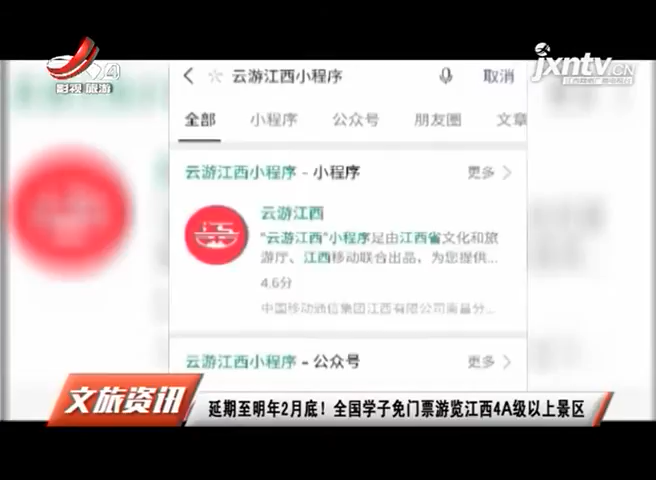 影视旅游
jxntv.CN
云游江西小程序
取消
全部
小程序
公众号
朋友圈
文章
云游江西小程序 - 小程序
更多
云游江西
"云游江西"小程序是由江西省文化和旅
游厅、江西移动联合出品，为您提供...
4.6分
中国移动通信集团江西有限公司南昌分...
云游江西小程序 - 公众号
更多
文旅资讯
延期至明年2月底！全国学子免门票游览江西4A级以上景区